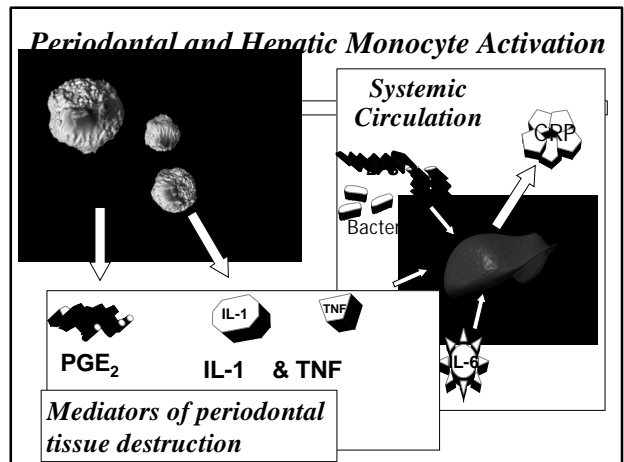 Periodontal and Hepatic Monocyte Activation
Systemic
Circulation
CRP
Bacter
IL-1
TNF
PGE2
IL-1 & TNF
IL-6
Mediators of periodontal
tissue destruction